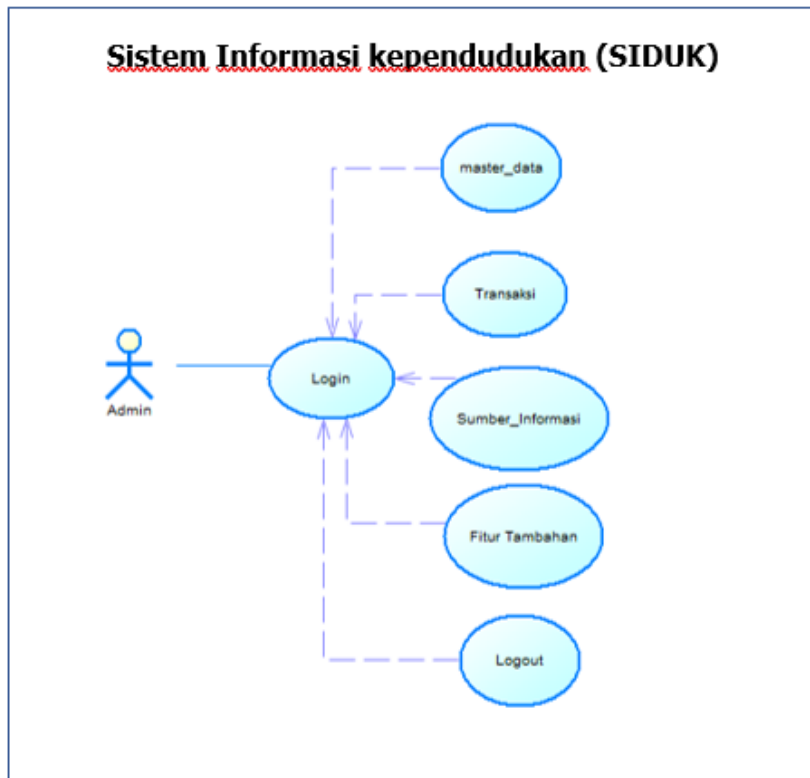 Sistem Informasi kependudukan (SIDUK)
master_data
Transaksi
Login
Admin
Sumber_Informasi
Fitur Tambahan
Logout